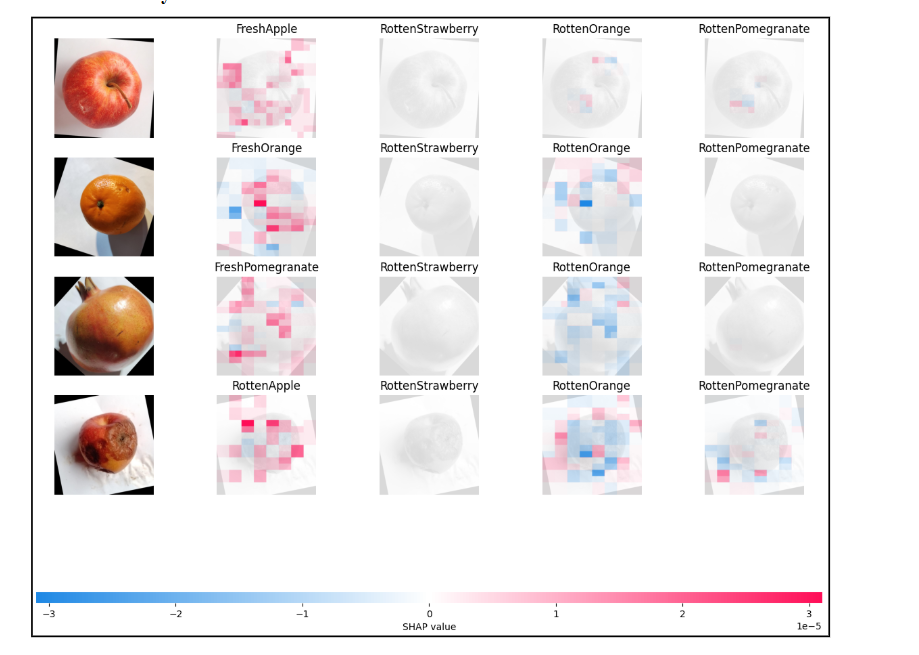 FreshApple RottenStrawberry RottenOrange RottenPomegranate
FreshOrange RottenStrawberry RottenOrange RottenPomegranate
FreshPomegranate RottenStrawberry RottenOrange RottenPomegranate
RottenApple RottenStrawberry RottenOrange RottenPomegranate
−3 −2 −1 0 1 2 3
SHAP value 1e−5